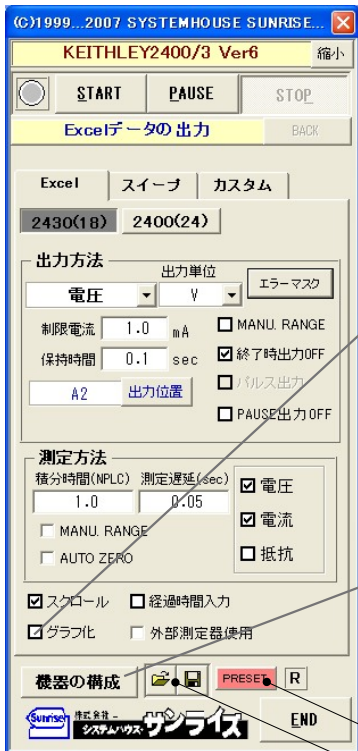 (C)1999...2007 SYSTEMHOUSE SUNRISE...
KEITHLEY2400/3 Ver6 縮小
START PAUSE STOP
Excelデータの出力 BACK
Excel スイープ カスタム
2430(18) 2400(24)
出力方法
出力単位
電圧 V エラーマスク
制限電流 1.0 mA MANU. RANGE
保持時間 0.1 sec 終了時出力OFF
パルス出力
A2 出力位置
PAUSE出力OFF
測定方法
積分時間(NPLC) 測定遅延(sec) 電圧
1.0 0.05
電流
MANU. RANGE
AUTO ZERO 抵抗
スクロール 経過時間入力
グラフ化 外部測定器使用
機器の構成 PRESET R
Sunrise 株式会社 システムハウス サンライズ END